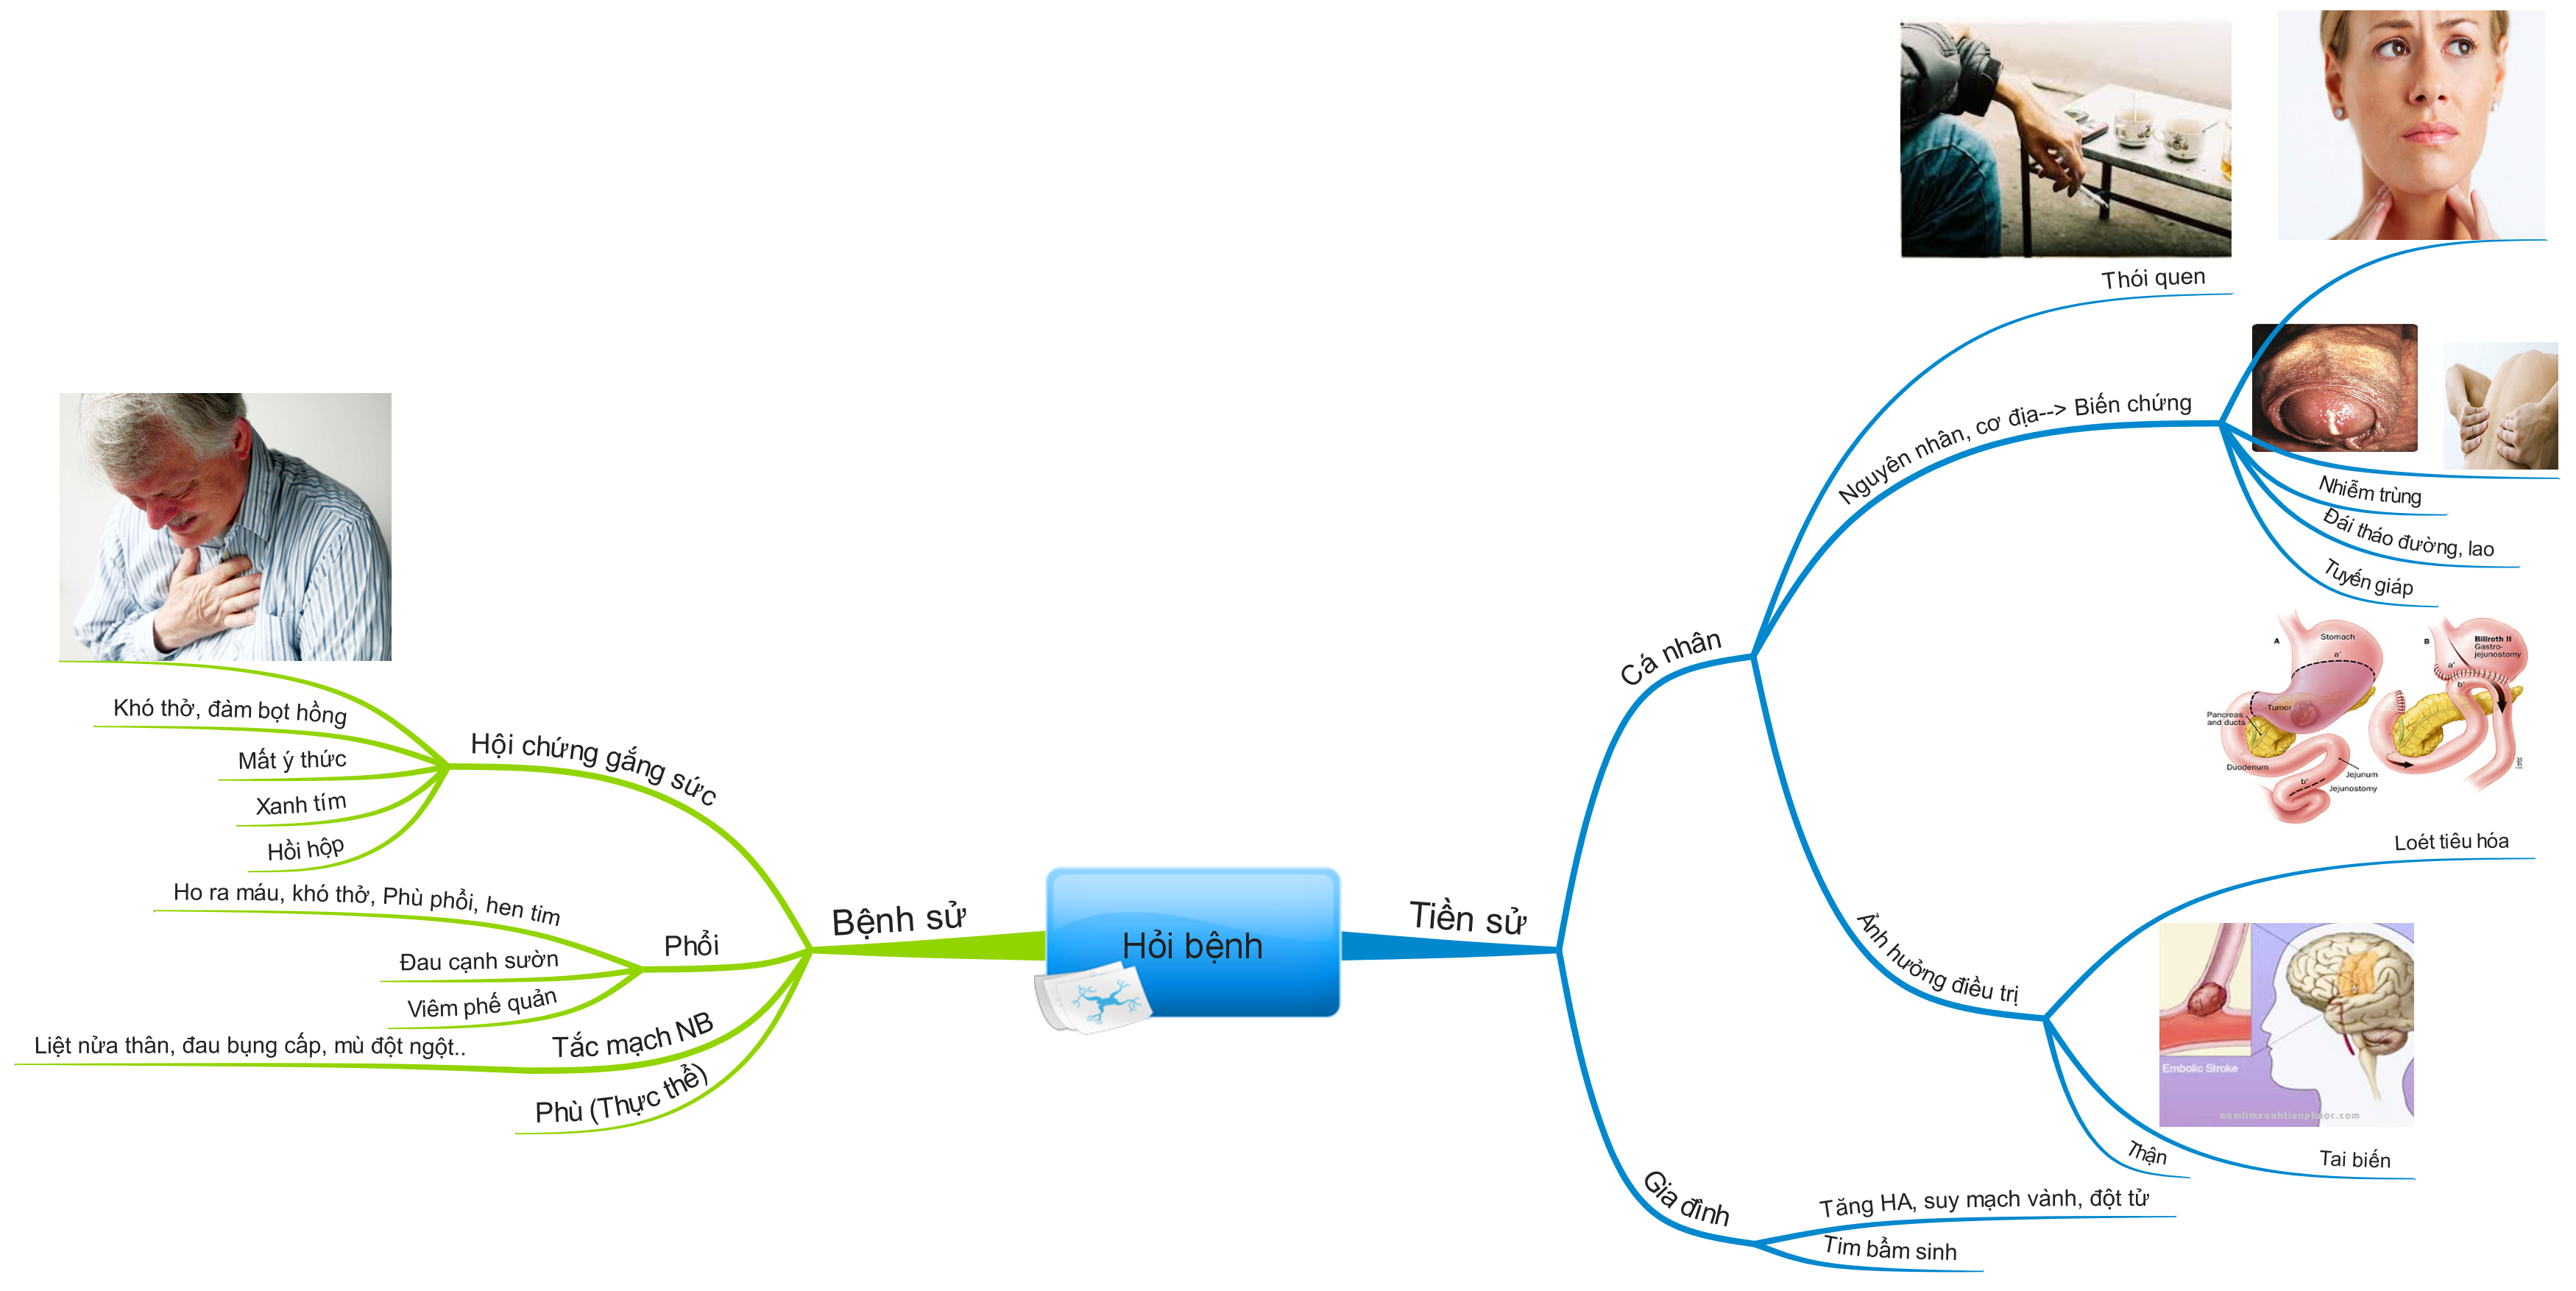 Hỏi bệnh
Bệnh sử
Hội chứng gắng sức
Khó thở, đảm bọt hồng
Mất ý thức
Xanh tím
Hồi hộp
Phổi
Ho ra máu, khó thở, Phù phổi, hen tim
Đau cạnh sườn
Viêm phế quản
Tắc mạch NB
Liệt nửa thân, đau bụng cấp, mù đột ngột..
Phù (Thực thể)
Tiền sử
Cá nhân
Thói quen
Nguyên nhân, cơ địa--> Biến chứng
Nhiễm trùng
Đái tháo đường, lao
Tuyến giáp
Ảnh hưởng điều trị
A
Stomach
a'
Tumor
Pancreas
and ducts
Duodenum
b'
Jejunum
Jejunostomy
B
Billroth II
Gastro-
jejunostomy
a'
b'
Loét tiêu hóa
Embolic Stroke
namlimxanhtienphuoc.com
Tai biến
Thận
Gia đình
Tăng HA, suy mạch vành, đột tử
Tim bẩm sinh